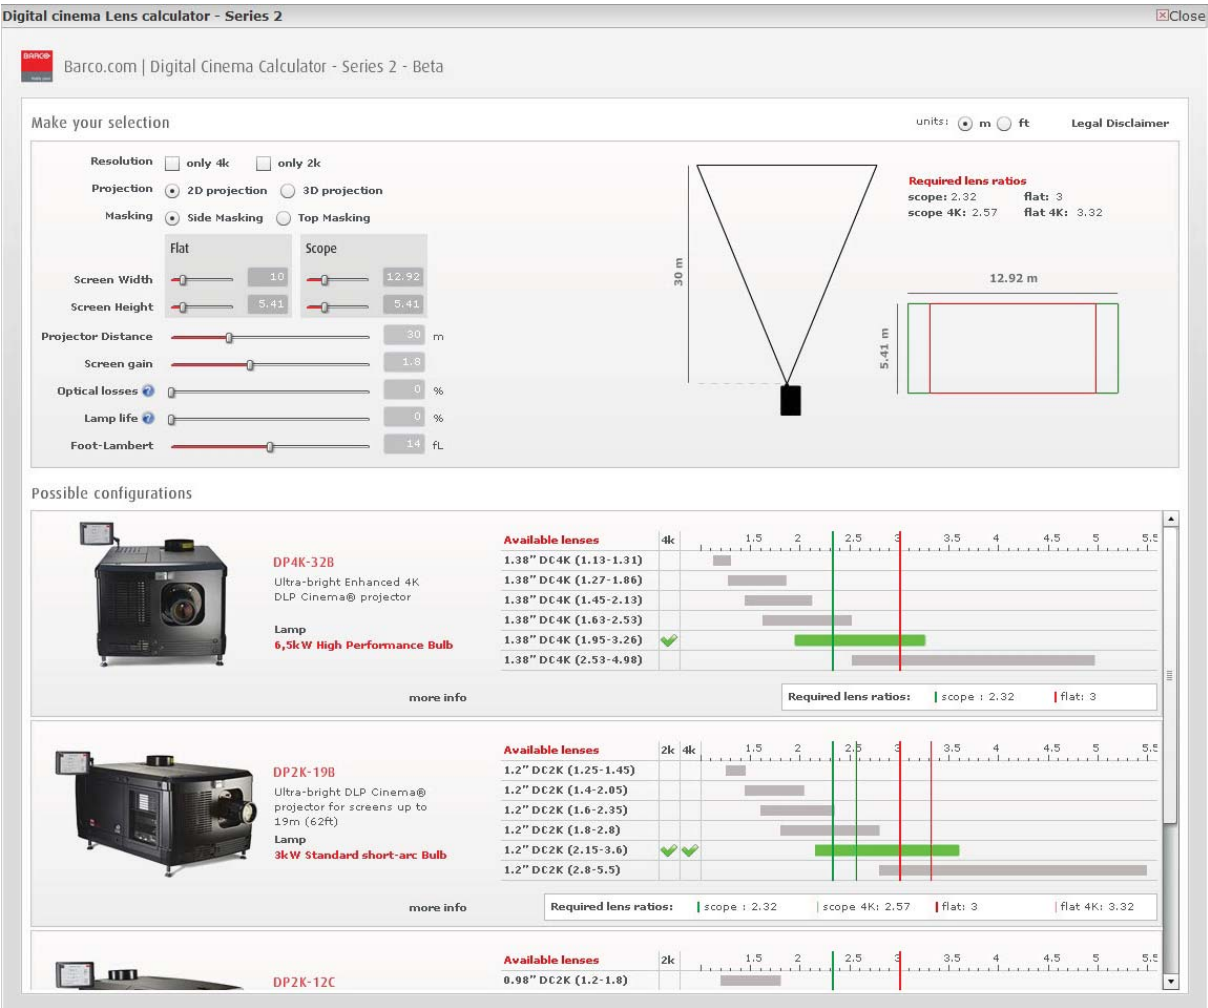 Digital cinema Lens calculator - Series 2
Close
BARCO
Barco.com | Digital Cinema Calculator - Series 2 - Beta
Make your selection
units: m ft Legal Disclaimer
Resolution only 4k only 2k
Projection 2D projection 3D projection
Masking Side Masking Top Masking
Flat Scope
Screen Width 10 12.92
Screen Height 5.41 5.41
Projector Distance 30 m
Screen gain 1.8
Optical losses ? 0 %
Lamp life ? 0 %
Foot-Lambert 14 fL
30 m
Required lens ratios
scope: 2.32 flat: 3
scope 4K: 2.57 flat 4K: 3.32
12.92 m
5.41 m
Possible configurations
DP4K-32B
Ultra-bright Enhanced 4K
DLP Cinema® projector
Lamp
6,5kW High Performance Bulb
more info
Available lenses 4k 1.5 2 2.5 3 3.5 4 4.5 5 5.5
1.38" DC4K (1.13-1.31)
1.38" DC4K (1.27-1.86)
1.38" DC4K (1.45-2.13)
1.38" DC4K (1.63-2.53)
1.38" DC4K (1.95-3.26)
1.38" DC4K (2.53-4.98)
Required lens ratios: scope : 2.32 flat: 3
DP2K-19B
Ultra-bright DLP Cinema®
projector for screens up to
19m (62ft)
Lamp
3kW Standard short-arc Bulb
more info
Available lenses 2k 4k 1.5 2 2.5 3 3.5 4 4.5 5 5.5
1.2" DC2K (1.25-1.45)
1.2" DC2K (1.4-2.05)
1.2" DC2K (1.6-2.35)
1.2" DC2K (1.8-2.8)
1.2" DC2K (2.15-3.6)
1.2" DC2K (2.8-5.5)
Required lens ratios: scope : 2.32 scope 4K: 2.57 flat: 3 flat 4K: 3.32
DP2K-12C
Available lenses 2k 1.5 2 2.5 3 3.5 4 4.5 5 5.5
0.98" DC2K (1.2-1.8)